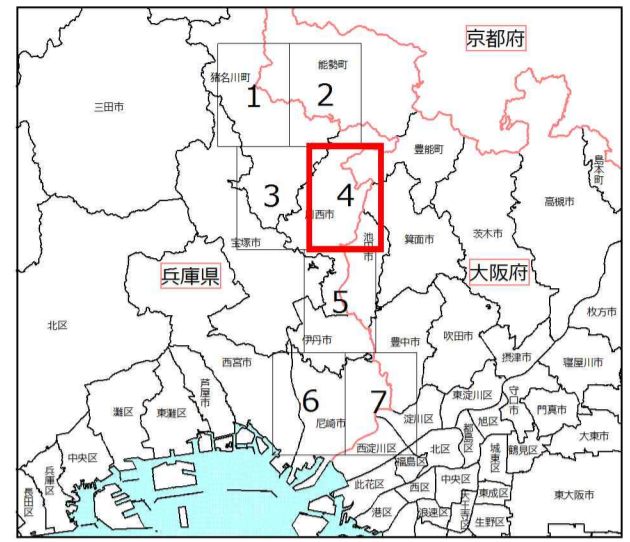 京都府
能勢町
猪名川町
1
2
三田市
豊能町
島本町
高槻市
3
4
川西市
茨木市
箕面市
池田市
宝塚市
兵庫県
大阪府
5
枚方市
北区
伊丹市
豊中市
吹田市
摂津市
寝屋川市
西宮市
芦屋市
6
7
尼崎市
東淀川区
守口市
門真市
灘区
東灘区
淀川区
旭区
都島区
大東市
西淀川区
北区
城東区
鶴見区
中央区
福島区
兵庫区
此花区
西区
中央区
東成区
東大阪市
長田区
港区
浪速区
天王寺区
生野区